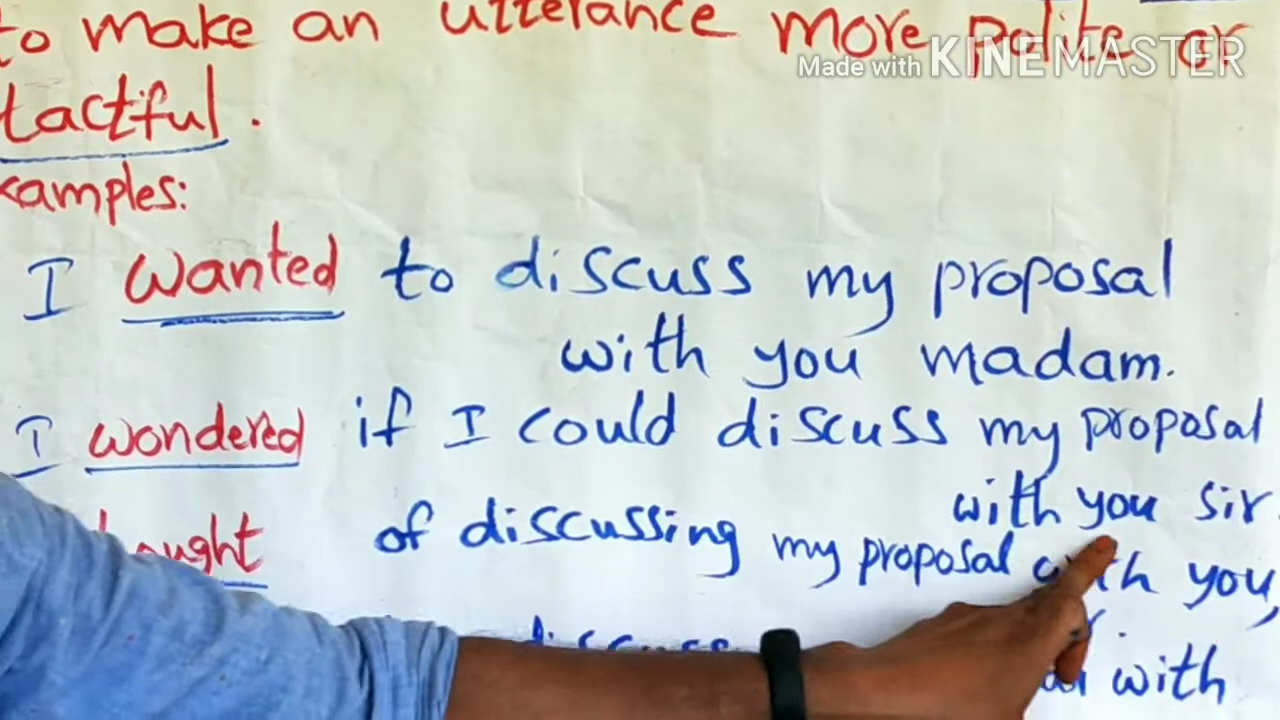 to make an utterance more polite or
Made with KINEMASTER
tactful.
xamples:
I wanted to discuss my proposal
with you madam.
I wondered if I could discuss my proposal
with you sir.
of discussing my proposal with you,
discuss
with